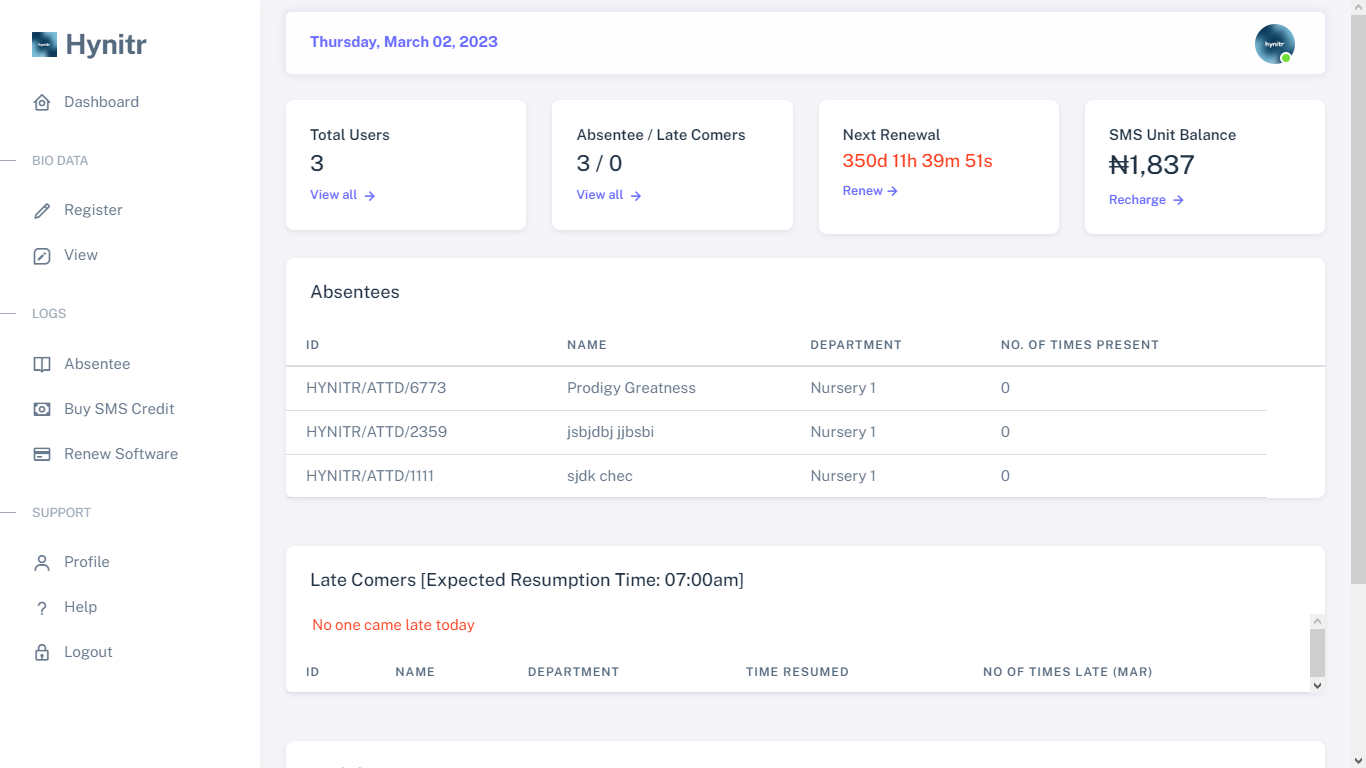 Hynitr
Dashboard
BIO DATA
Register
View
LOGS
Absentee
Buy SMS Credit
Renew Software
SUPPORT
Profile
Help
Logout
Thursday, March 02, 2023
hynitr
Total Users
3
View all →
Absentee / Late Comers
3 / 0
View all →
Next Renewal
350d 11h 39m 51s
Renew →
SMS Unit Balance
₦1,837
Recharge →
Absentees
ID NAME DEPARTMENT NO. OF TIMES PRESENT
HYNITR/ATTD/6773 Prodigy Greatness Nursery 1 0
HYNITR/ATTD/2359 jsbjdbj jjbsbi Nursery 1 0
HYNITR/ATTD/1111 sjdk chec Nursery 1 0
Late Comers [Expected Resumption Time: 07:00am]
No one came late today
ID NAME DEPARTMENT TIME RESUMED NO OF TIMES LATE (MAR)